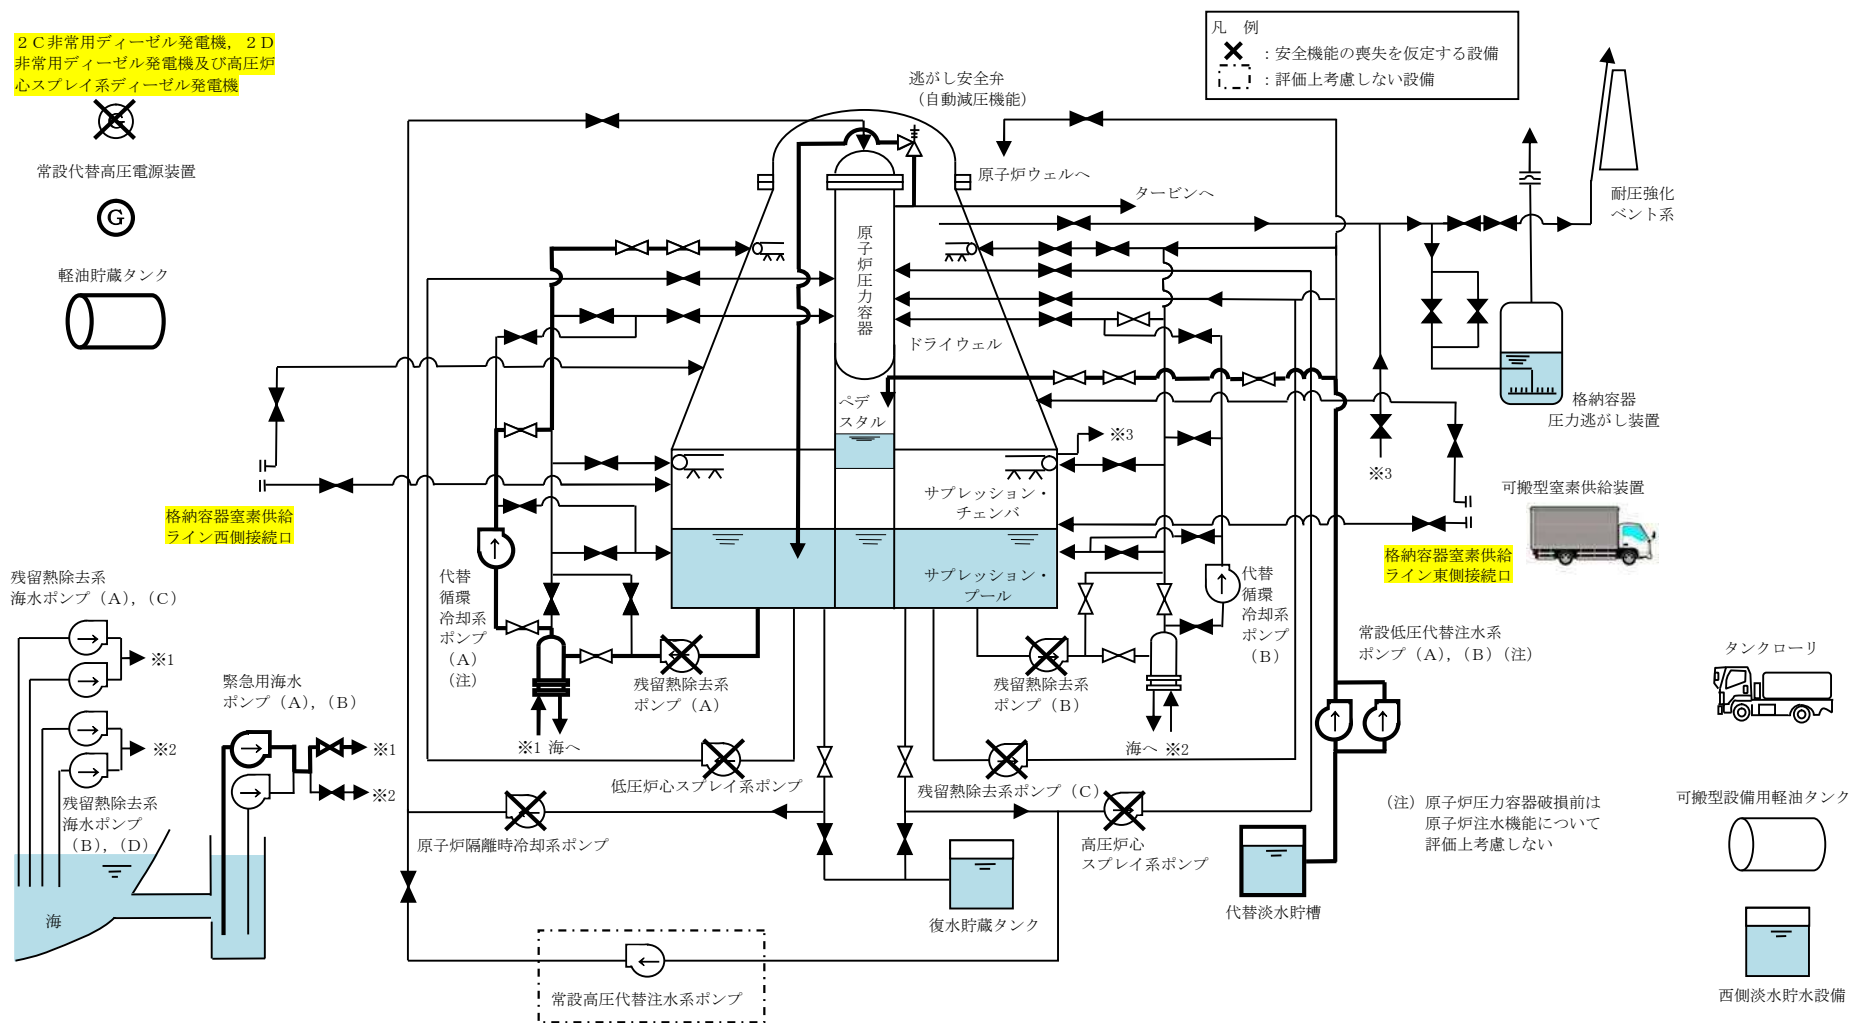 ２Ｃ非常用ディーゼル発電機，２Ｄ
非常用ディーゼル発電機及び高圧炉
心スプレイ系ディーゼル発電機
G
常設代替高圧電源装置
G
軽油貯蔵タンク
凡　例
：安全機能の喪失を仮定する設備
：評価上考慮しない設備
逃がし安全弁
（自動減圧機能）
原子炉ウェルへ
タービンへ
耐圧強化
ベント系
原子炉圧力容器
ドライウェル
ペデ
スタル
格納容器
圧力逃がし装置
※3
※3
サプレッション・
チェンバ
サプレッション・
プール
格納容器窒素供給
ライン西側接続口
可搬型窒素供給装置
格納容器窒素供給
ライン東側接続口
残留熱除去系
海水ポンプ（A），（C）
※1
※2
残留熱除去系
海水ポンプ
（B），（D）
海
緊急用海水
ポンプ（A），（B）
※1
※2
代替
循環
冷却系
ポンプ
（A）
（注）
※1 海へ
残留熱除去系
ポンプ（A）
残留熱除去系
ポンプ（B）
海へ ※2
代替
循環
冷却系
ポンプ
（B）
常設低圧代替注水系
ポンプ（A），（B）（注）
タンクローリ
低圧炉心スプレイ系ポンプ
残留熱除去系ポンプ（C）
原子炉隔離時冷却系ポンプ
高圧炉心
スプレイ系ポンプ
（注）原子炉圧力容器破損前は
原子炉注水機能について
評価上考慮しない
可搬型設備用軽油タンク
復水貯蔵タンク
代替淡水貯槽
常設高圧代替注水系ポンプ
西側淡水貯水設備